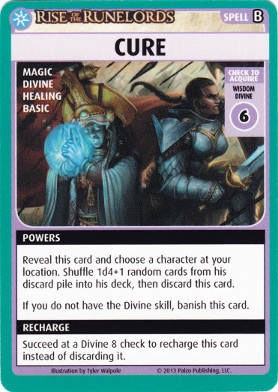 RISE OF THE RUNELORDS SPELL B
CURE
MAGIC
DIVINE
HEALING
BASIC
CHECK TO
ACQUIRE
WISDOM
DIVINE
6
POWERS
Reveal this card and choose a character at your
location. Shuffle 1d4+1 random cards from his
discard pile into his deck, then discard this card.
If you do not have the Divine skill, banish this card.
RECHARGE
Succeed at a Divine 8 check to recharge this card
instead of discarding it.
Illustration by Tyler Walpole © 2013 Paizo Publishing, LLC.